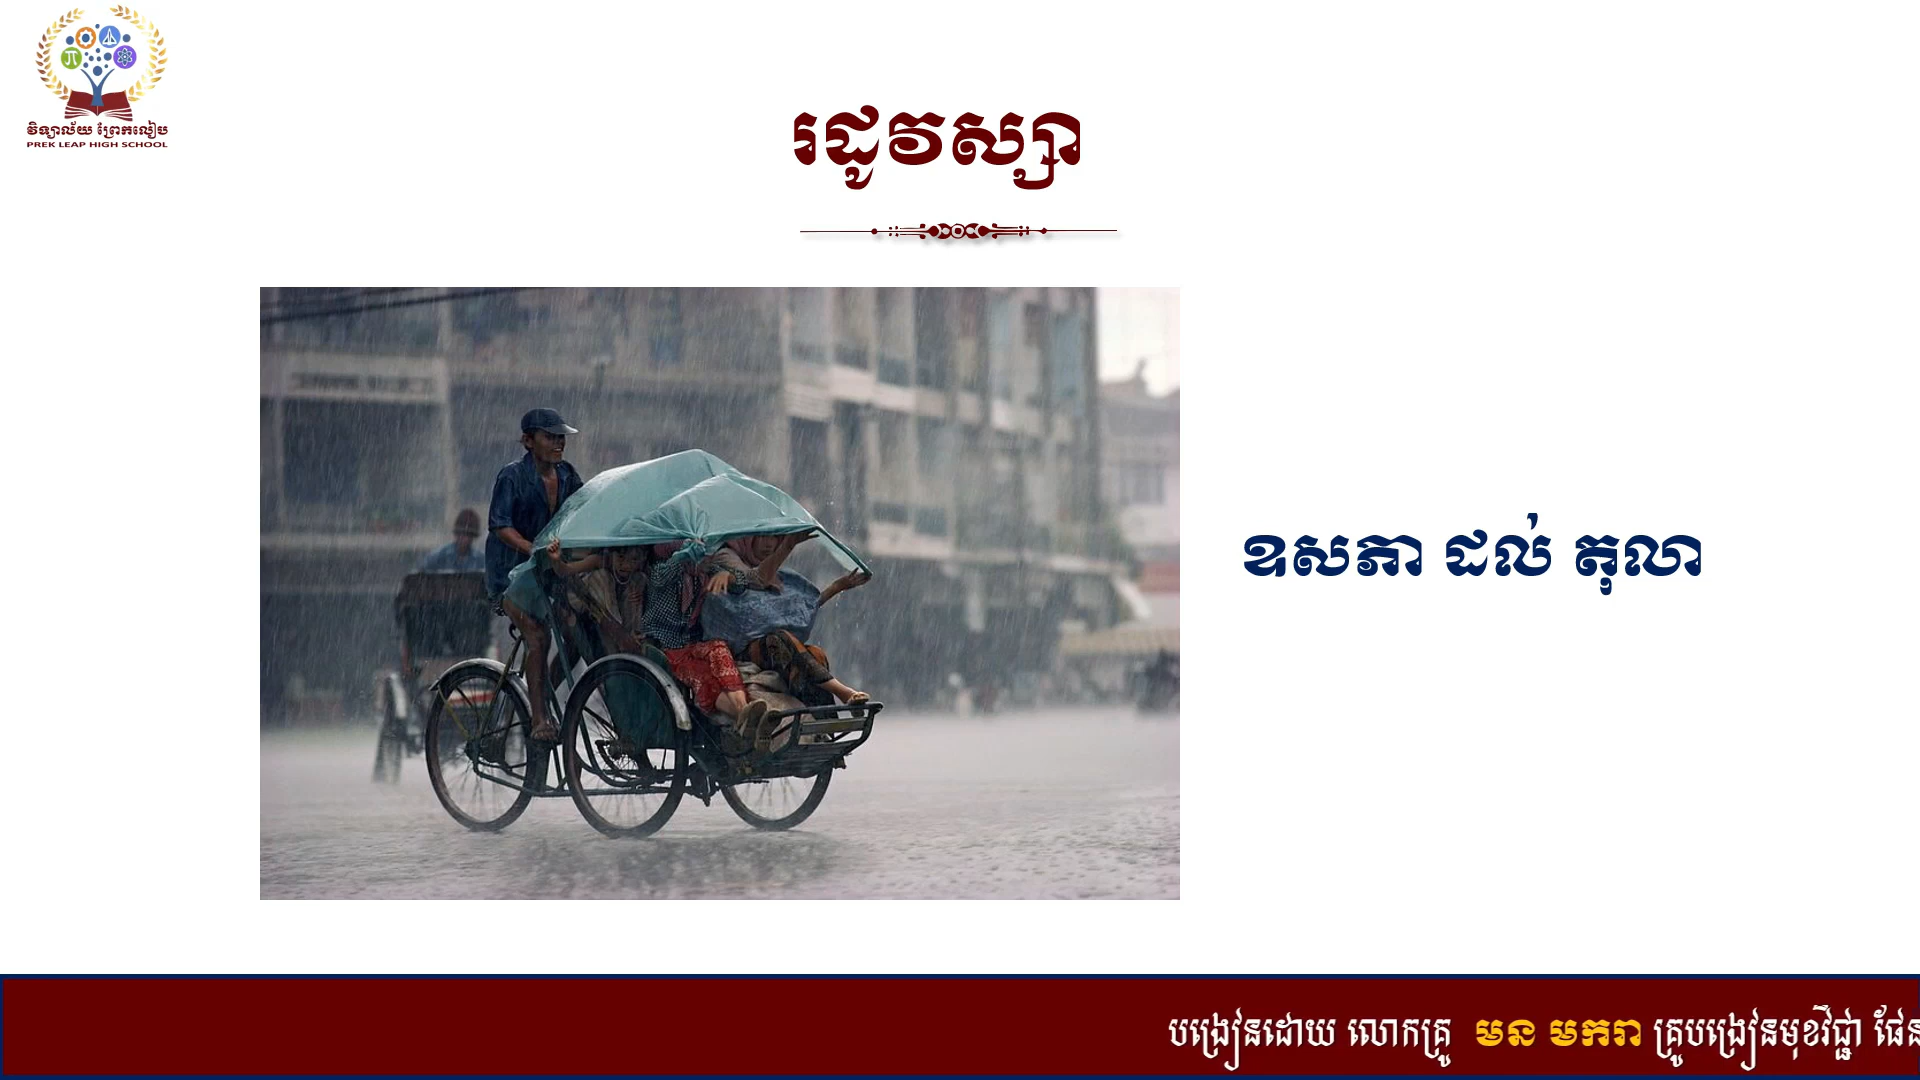 វិទ្យាល័យ ព្រែកលៀប
PREK LEAP HIGH SCHOOL
រដូវវស្សា
ឧសភា ដល់ តុលា
បង្រៀនដោយ លោកគ្រូ មន មករា គ្រូបង្រៀនមុខវិជ្ជា ផែន